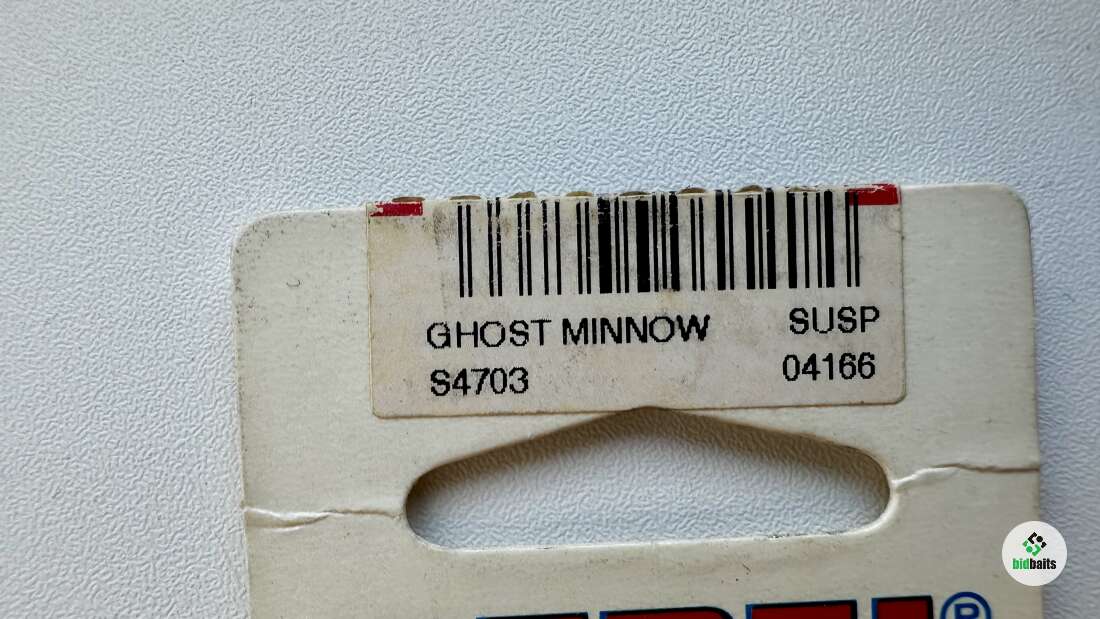 GHOST MINNOW SUSP
S4703 04166
®
bidbaits